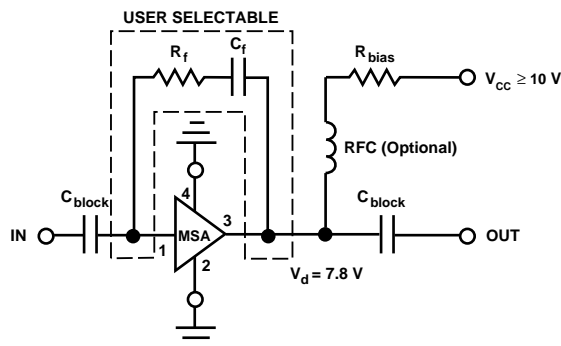 USER SELECTABLE
R_f
C_f
R_bias
V_CC ≥ 10 V
RFC (Optional)
C_block
4
3
C_block
IN
MSA
OUT
1
2
V_d = 7.8 V